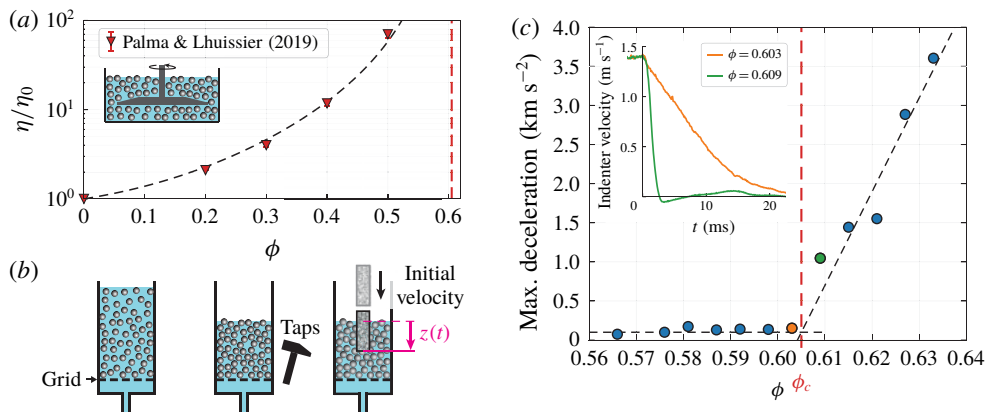 (a)
10²
10¹
10⁰
η/η₀
Palma & Lhuissier (2019)
0
0.1
0.2
0.3
0.4
0.5
0.6
ϕ
(b)
Grid
Taps
Initial
velocity
z(t)
(c)
Max. deceleration (km s⁻²)
4.0
3.5
3.0
2.5
2.0
1.5
1.0
0.5
0
0.56
0.57
0.58
0.59
0.60
0.61
0.62
0.63
0.64
ϕ
ϕc
Indenter velocity (m s⁻¹)
1.5
1.0
0.5
0
10
20
t (ms)
ϕ = 0.603
ϕ = 0.609